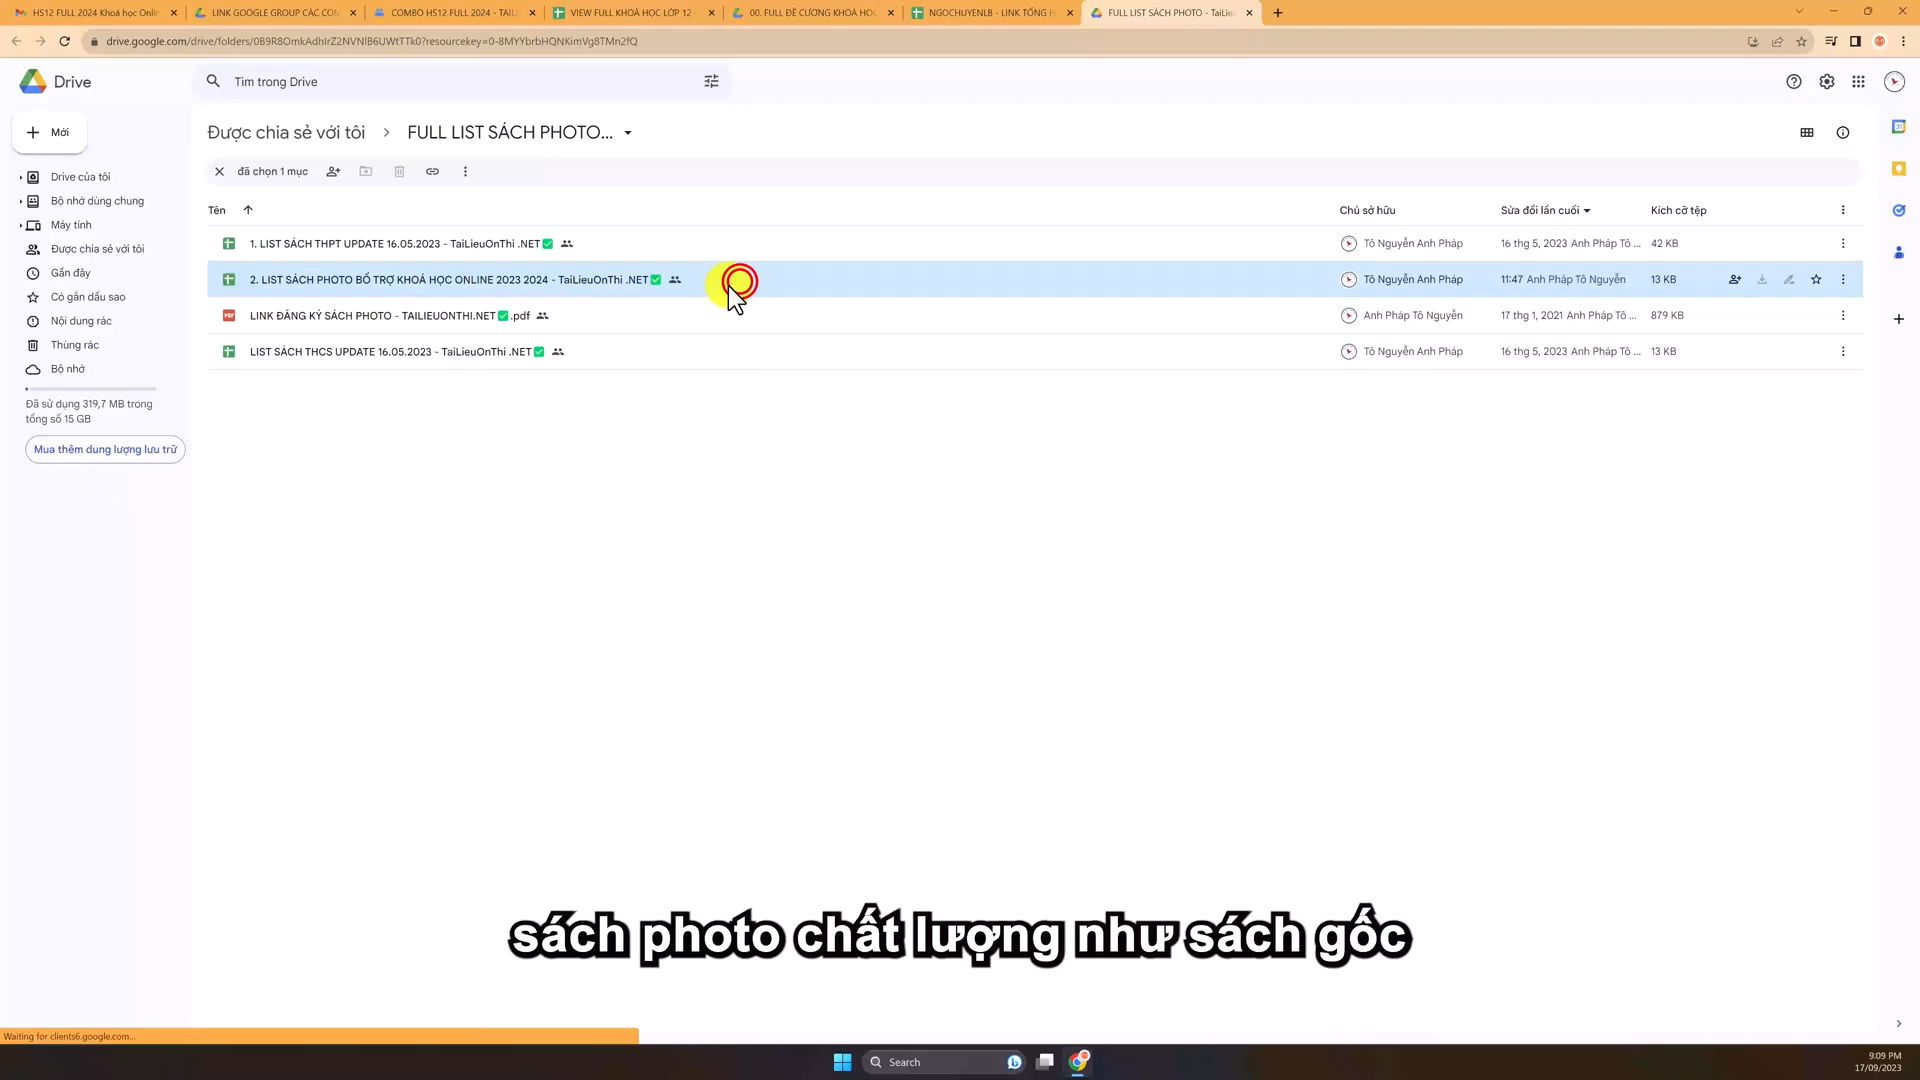 HS12 FULL 2024 Khoá học Onlin
LINK GOOGLE GROUP CÁC COM
COMBO HS12 FULL 2024 - TAIL
VIEW FULL KHOÁ HỌC LỚP 12 -
00. FULL ĐỀ CƯƠNG KHOÁ HỌC
NGOCHUYENLB - LINK TỔNG H
FULL LIST SÁCH PHOTO - TaiLie
drive.google.com/drive/folders/0B9R8OmkAdhIrZ2NVNlB6UWtTTk0?resourcekey=0-8MYYbrbHQNKimVg8TMn2fQ
Drive
Tìm trong Drive
Mới
Drive của tôi
Bộ nhớ dùng chung
Máy tính
Được chia sẻ với tôi
Gần đây
Có gắn dấu sao
Nội dung rác
Thùng rác
Bộ nhớ
Đã sử dụng 319,7 MB trong
tổng số 15 GB
Mua thêm dung lượng lưu trữ
Được chia sẻ với tôi > FULL LIST SÁCH PHOTO...
đã chọn 1 mục
Tên Chủ sở hữu Sửa đổi lần cuối Kích cỡ tệp
1. LIST SÁCH THPT UPDATE 16.05.2023 - TaiLieuOnThi .NET✅ Tô Nguyễn Anh Pháp 16 thg 5, 2023 Anh Pháp Tô ... 42 KB
2. LIST SÁCH PHOTO BỔ TRỢ KHOÁ HỌC ONLINE 2023 2024 - TaiLieuOnThi .NET✅ Tô Nguyễn Anh Pháp 11:47 Anh Pháp Tô Nguyễn 13 KB
LINK ĐĂNG KÝ SÁCH PHOTO - TAILIEUONTHI.NET✅.pdf Anh Pháp Tô Nguyễn 17 thg 1, 2021 Anh Pháp Tô ... 879 KB
LIST SÁCH THCS UPDATE 16.05.2023 - TaiLieuOnThi .NET✅ Tô Nguyễn Anh Pháp 16 thg 5, 2023 Anh Pháp Tô ... 13 KB
sách photo chất lượng như sách gốc
Waiting for clients6.google.com...
Search
9:09 PM
17/09/2023